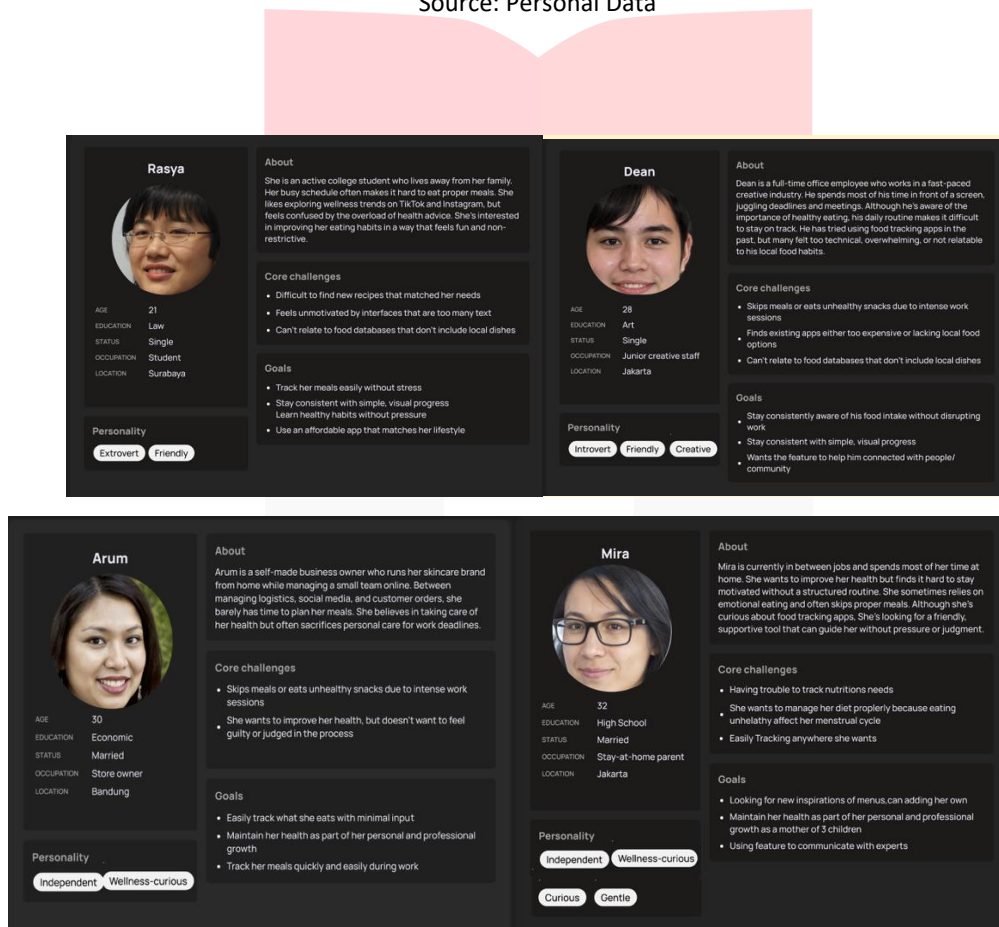 Source: Personal Data
Rasya
AGE 21
EDUCATION Law
STATUS Single
OCCUPATION Student
LOCATION Surabaya
Personality
Extrovert Friendly
About
She is an active college student who lives away from her family.
Her busy schedule often makes it hard to eat proper meals. She
likes exploring wellness trends on TikTok and Instagram, but
feels confused by the overload of health advice. She's interested
in improving her eating habits in a way that feels fun and non-
restrictive.
Core challenges
• Difficult to find new recipes that matched her needs
• Feels unmotivated by interfaces that are too many text
• Can't relate to food databases that don't include local dishes
Goals
• Track her meals easily without stress
• Stay consistent with simple, visual progress
Learn healthy habits without pressure
• Use an affordable app that matches her lifestyle
Dean
AGE 28
EDUCATION Art
STATUS Single
OCCUPATION Junior creative staff
LOCATION Jakarta
Personality
Introvert Friendly Creative
About
Dean is a full-time office employee who works in a fast-paced
creative industry. He spends most of his time in front of a screen,
juggling deadlines and meetings. Although he's aware of the
importance of healthy eating, his daily routine makes it difficult
to stay on track. He has tried using food tracking apps in the
past, but many felt too technical, overwhelming, or not relatable
to his local food habits.
Core challenges
• Skips meals or eats unhealthy snacks due to intense work
sessions
• Finds existing apps either too expensive or lacking local food
options
• Can't relate to food databases that don't include local dishes
Goals
• Stay consistently aware of his food intake without disrupting
work
• Stay consistent with simple, visual progress
• Wants the feature to help him connected with people/
community
Arum
AGE 30
EDUCATION Economic
STATUS Married
OCCUPATION Store owner
LOCATION Bandung
Personality
Independent Wellness-curious
About
Arum is a self-made business owner who runs her skincare brand
from home while managing a small team online. Between
managing logistics, social media, and customer orders, she
barely has time to plan her meals. She believes in taking care of
her health but often sacrifices personal care for work deadlines.
Core challenges
• Skips meals or eats unhealthy snacks due to intense work
sessions
• She wants to improve her health, but doesn't want to feel
guilty or judged in the process
Goals
• Easily track what she eats with minimal input
• Maintain her health as part of her personal and professional
growth
• Track her meals quickly and easily during work
Mira
AGE 32
EDUCATION High School
STATUS Married
OCCUPATION Stay-at-home parent
LOCATION Jakarta
Personality
Independent Wellness-curious
Curious Gentle
About
Mira is currently in between jobs and spends most of her time at
home. She wants to improve her health but finds it hard to stay
motivated without a structured routine. She sometimes relies on
emotional eating and often skips proper meals. Although she's
curious about food tracking apps, She's looking for a friendly,
supportive tool that can guide her without pressure or judgment.
Core challenges
• Having trouble to track nutritions needs
• She wants to manage her diet proplerly because eating
unhelathy affect her menstrual cycle
• Easily Tracking anywhere she wants
Goals
• Looking for new inspirations of menus,can adding her own
• Maintain her health as part of her personal and professional
growth as a mother of 3 children
• Using feature to communicate with experts